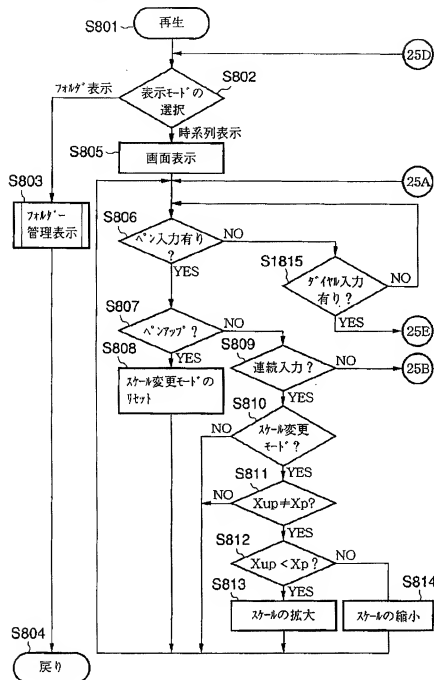 S801
再生
25D
S802
フォルダ表示
表示モードの
選択
時系列表示
S805
画面表示
25A
S803
フォルダー
管理表示
S806
ペン入力有り
?
NO
YES
S1815
ダイヤル入力
有り?
NO
YES
25E
S807
ペンアップ?
NO
YES
S808
スケール変更モードの
リセット
S809
連続入力?
NO
25B
YES
S810
スケール変更
モード?
NO
YES
S811
Xup≠Xp?
NO
YES
S812
Xup<Xp?
NO
YES
S813
スケールの拡大
S814
スケールの縮小
S804
戻り